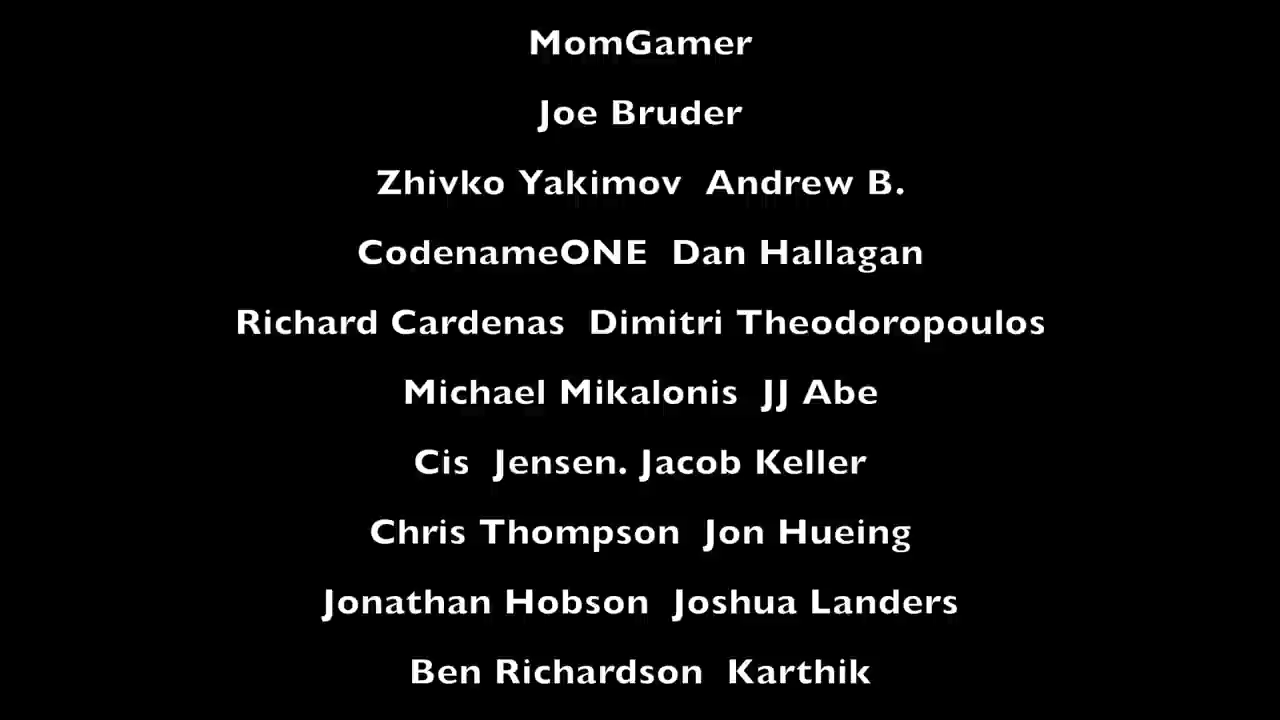 MomGamer
Joe Bruder
Zhivko Yakimov  Andrew B.
CodenameONE  Dan Hallagan
Richard Cardenas  Dimitri Theodoropoulos
Michael Mikalonis  JJ Abe
Cis  Jensen. Jacob Keller
Chris Thompson  Jon Hueing
Jonathan Hobson  Joshua Landers
Ben Richardson  Karthik